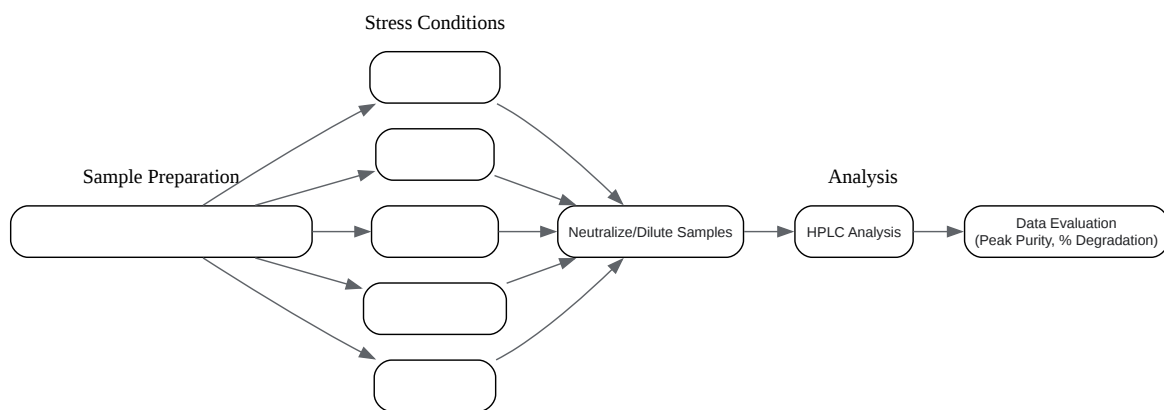 Stress Conditions
Sample Preparation
Analysis
Neutralize/Dilute Samples
HPLC Analysis
Data Evaluation
(Peak Purity, % Degradation)